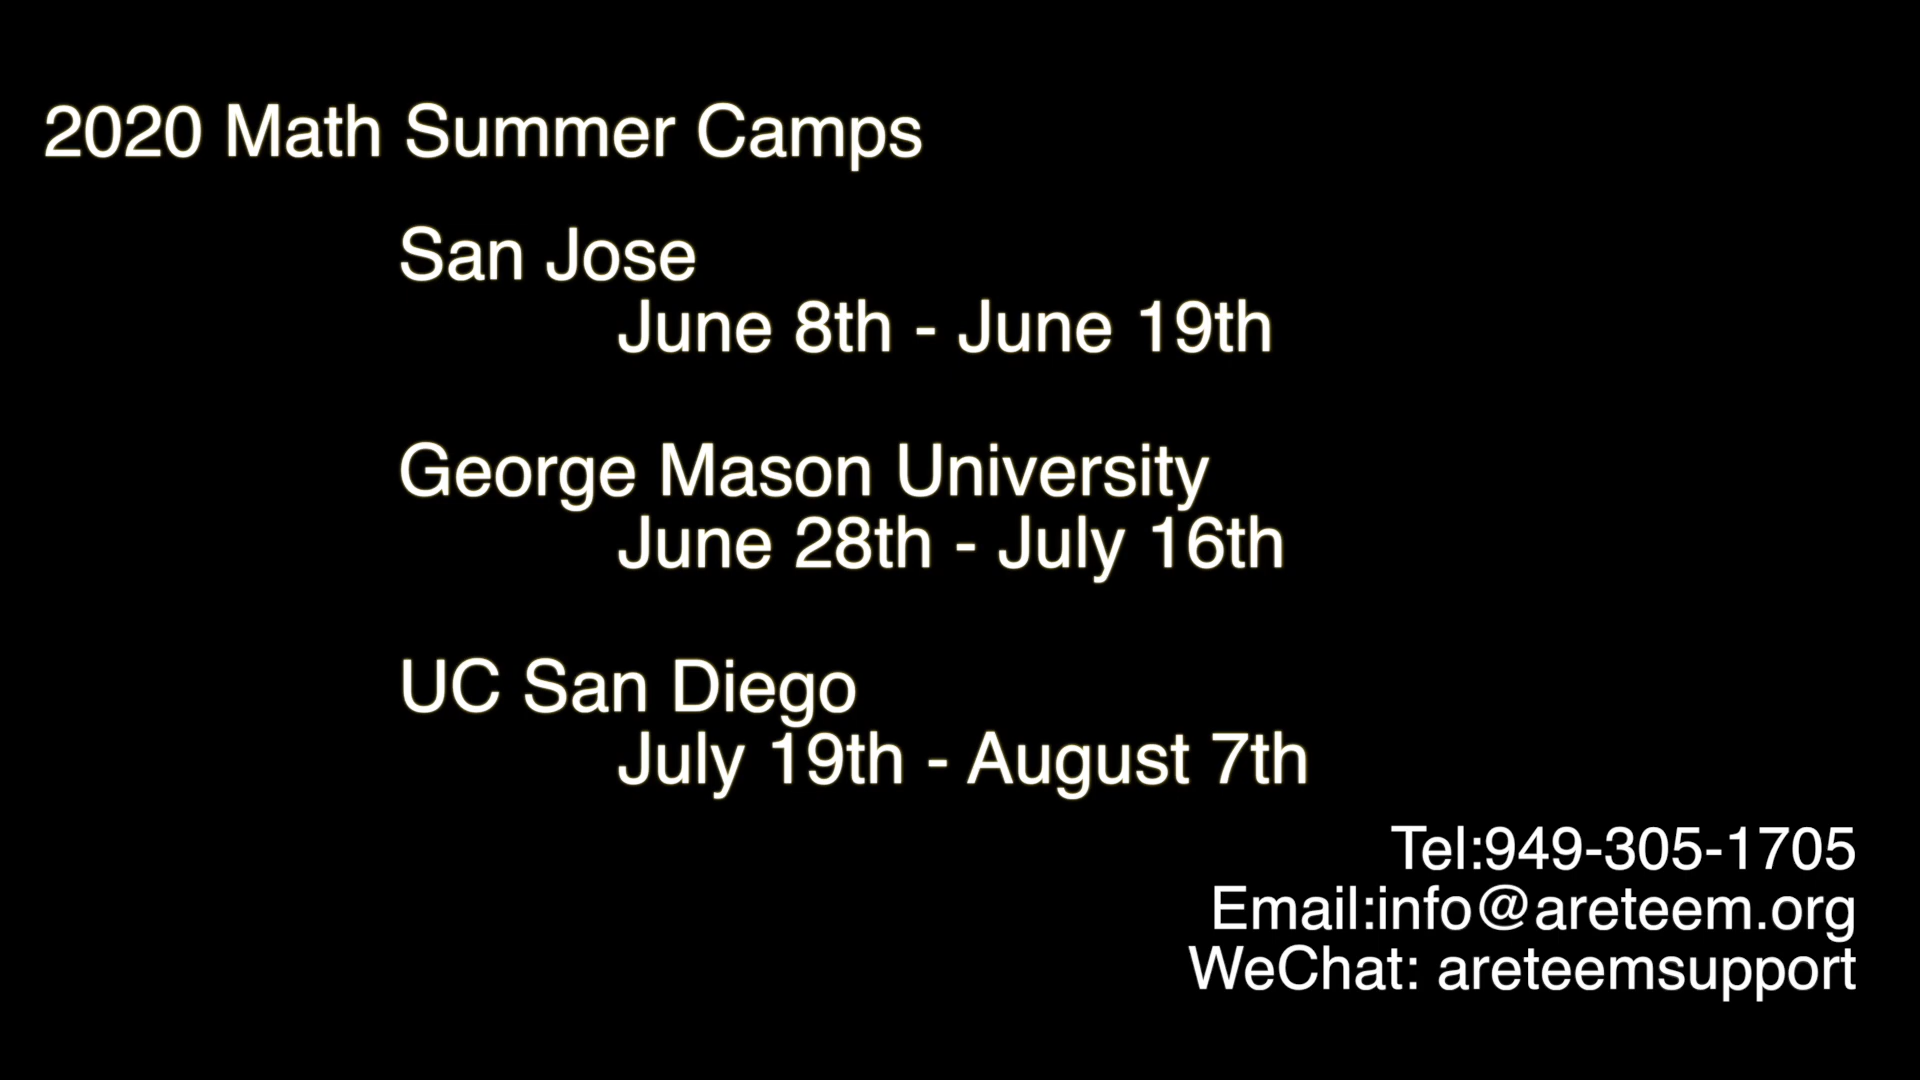 2020 Math Summer Camps
San Jose
June 8th - June 19th
George Mason University
June 28th - July 16th
UC San Diego
July 19th - August 7th
Tel:949-305-1705
Email:info@areteem.org
WeChat: areteemsupport